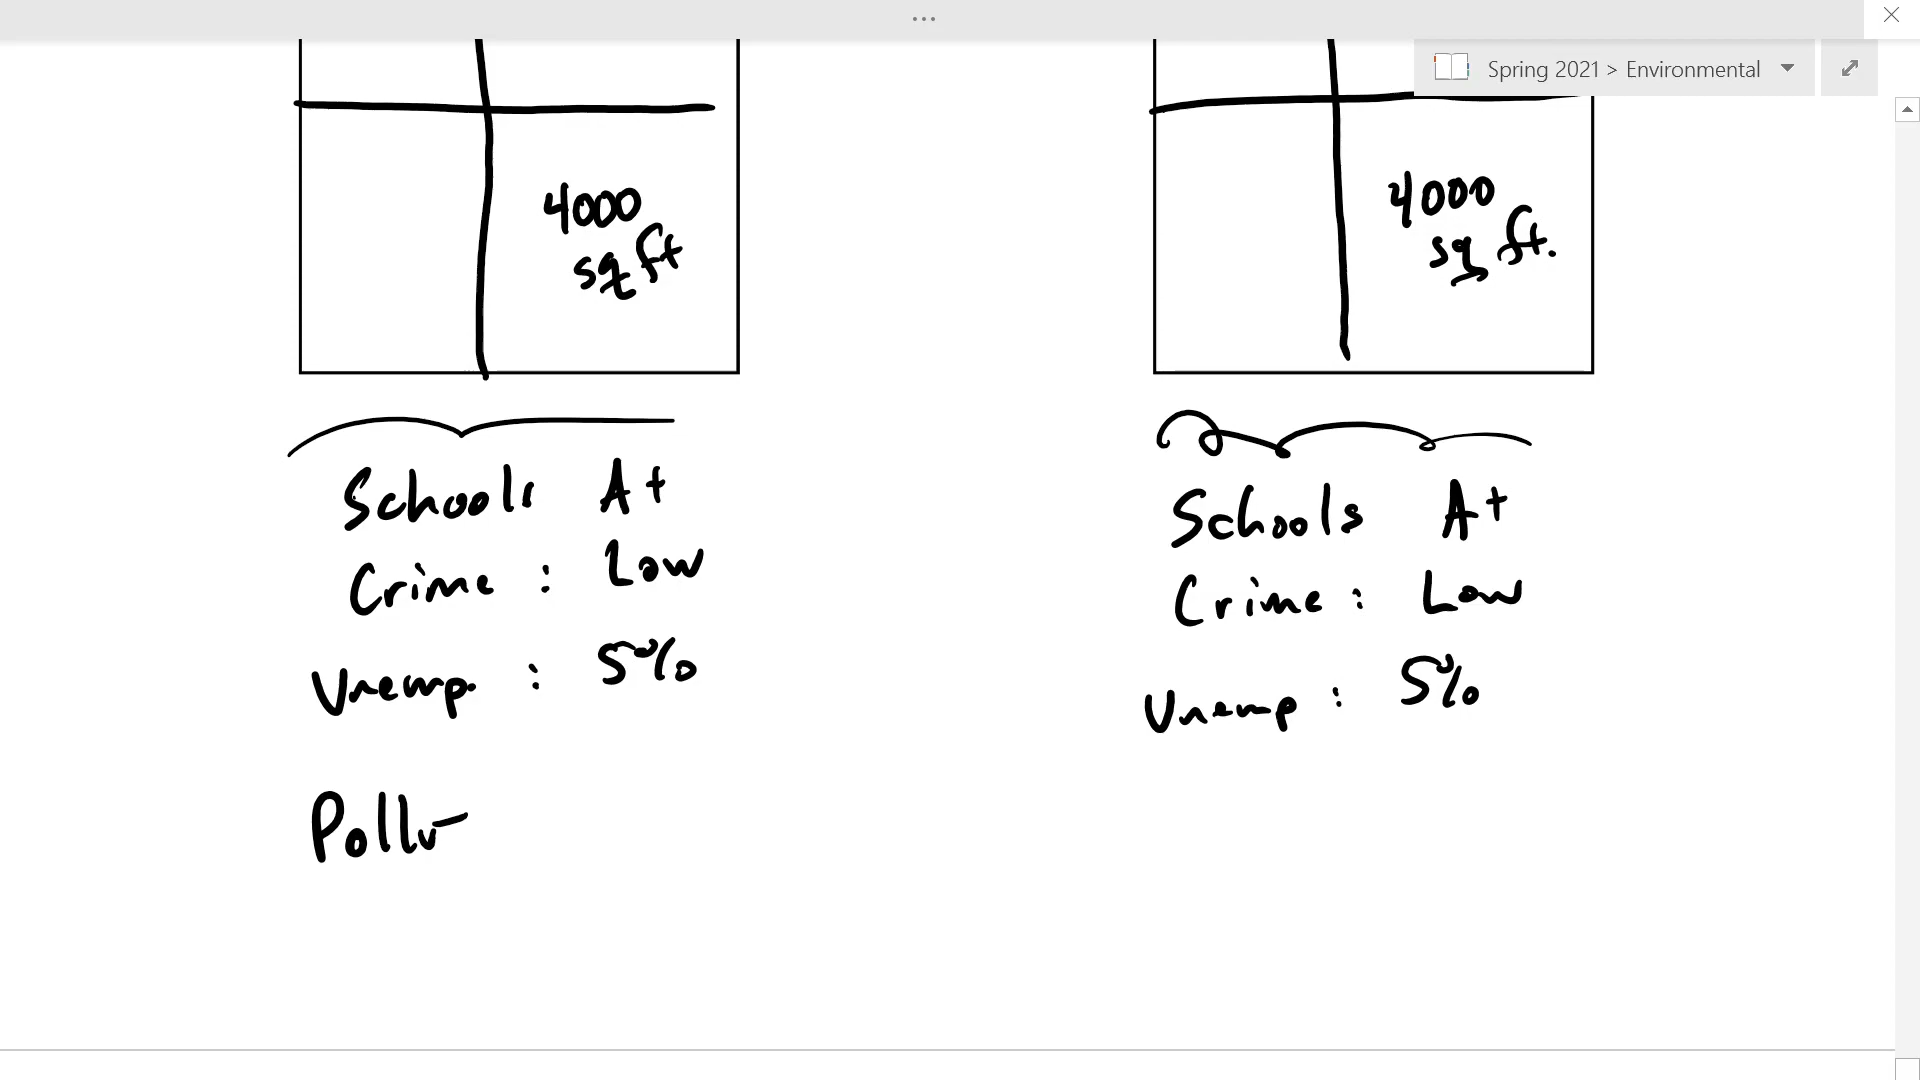 ...
Spring 2021 > Environmental
4000
sq ft
4000
sq ft.
Schools A+
Crime : Low
Unemp. : 5%
Schools A+
Crime : Low
Unemp : 5%
Pollu